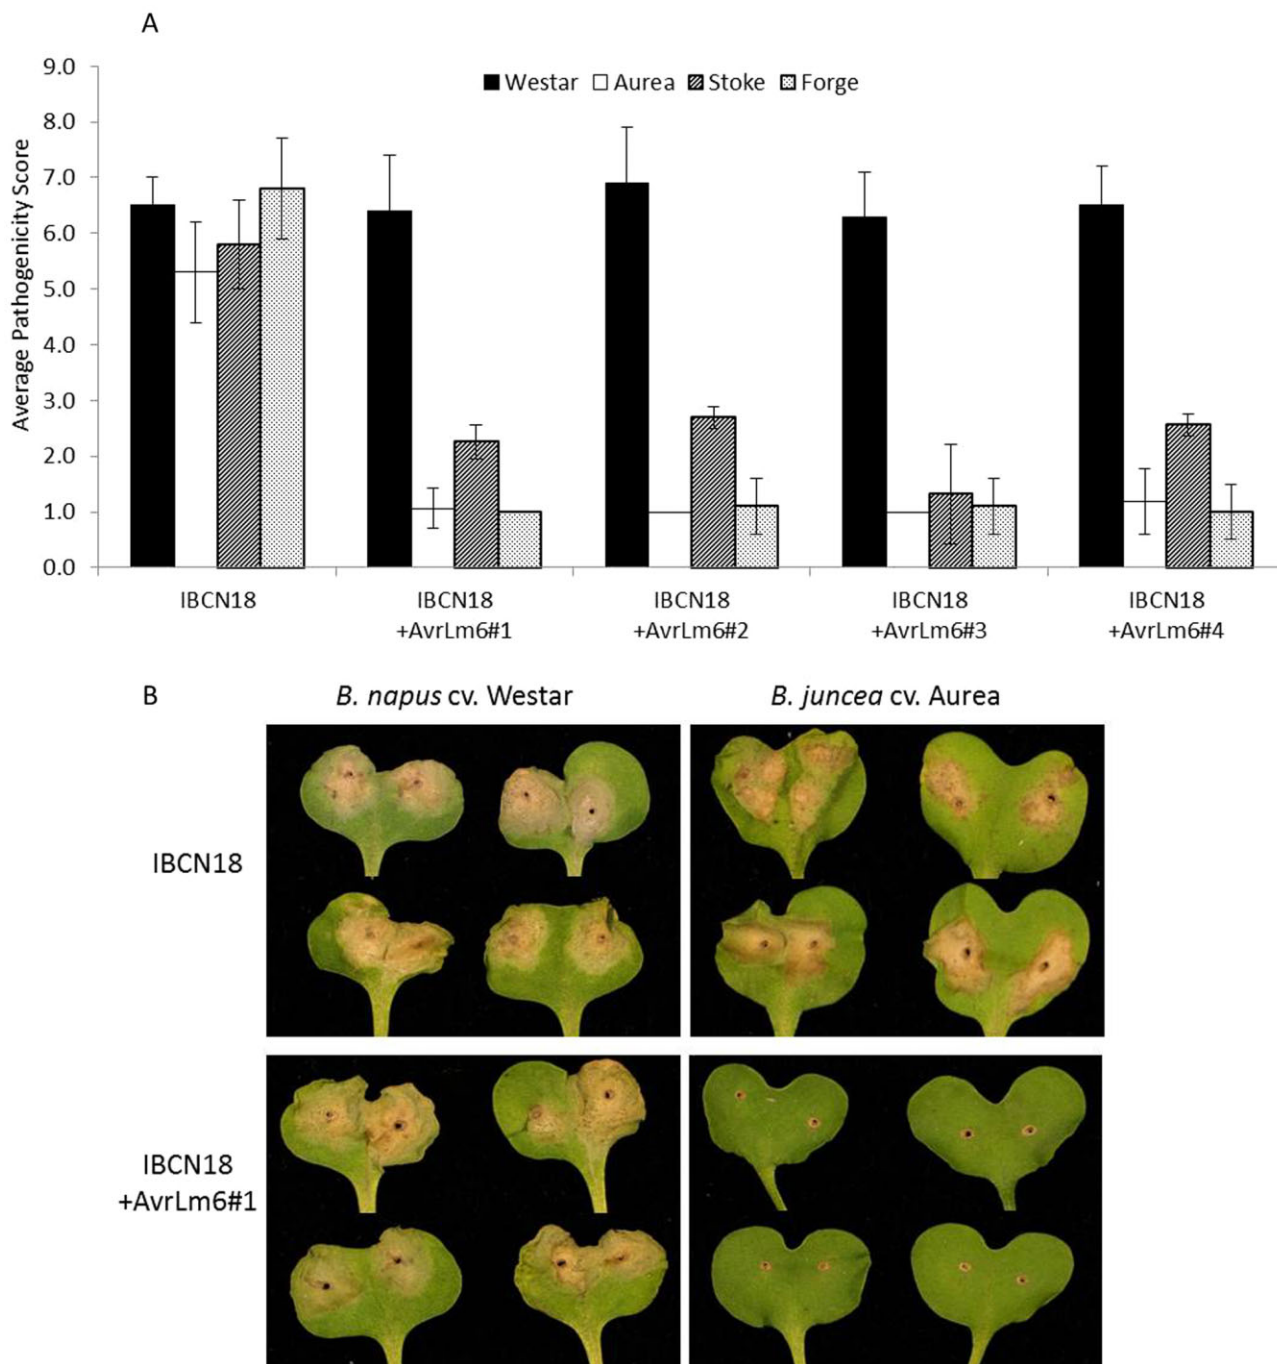 A
Average Pathogenicity Score
9.0
8.0
7.0
6.0
5.0
4.0
3.0
2.0
1.0
0.0
Westar Aurea Stoke Forge
IBCN18
IBCN18
+AvrLm6#1
IBCN18
+AvrLm6#2
IBCN18
+AvrLm6#3
IBCN18
+AvrLm6#4
B
B. napus cv. Westar
B. juncea cv. Aurea
IBCN18
IBCN18
+AvrLm6#1